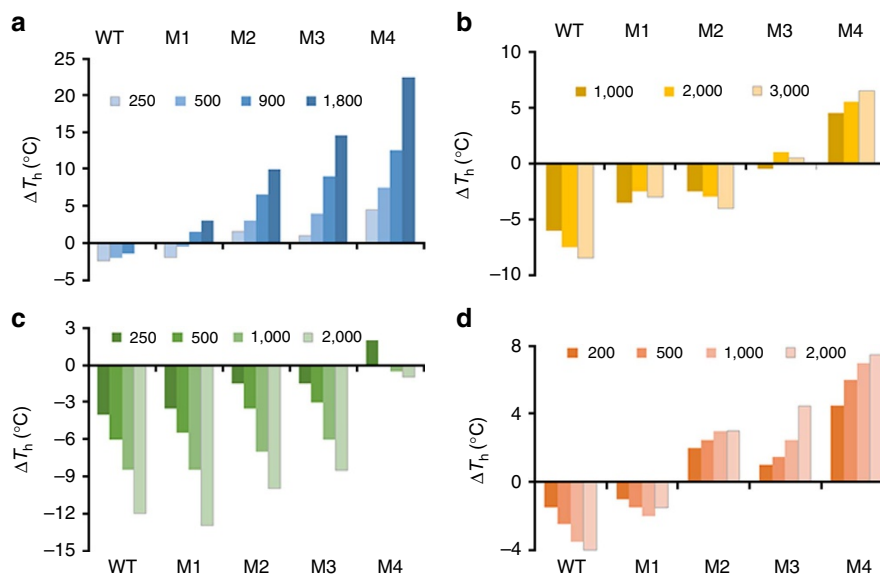 a
WT M1 M2 M3 M4
25
20
15
10
5
0
–5
ΔTh (°C)
250 500 900 1,800
b
WT M1 M2 M3 M4
10
5
0
–5
–10
ΔTh (°C)
1,000 2,000 3,000
c
3
0
–3
–6
–9
–12
–15
ΔTh (°C)
250 500 1,000 2,000
WT M1 M2 M3 M4
d
8
4
0
–4
ΔTh (°C)
200 500 1,000 2,000
WT M1 M2 M3 M4